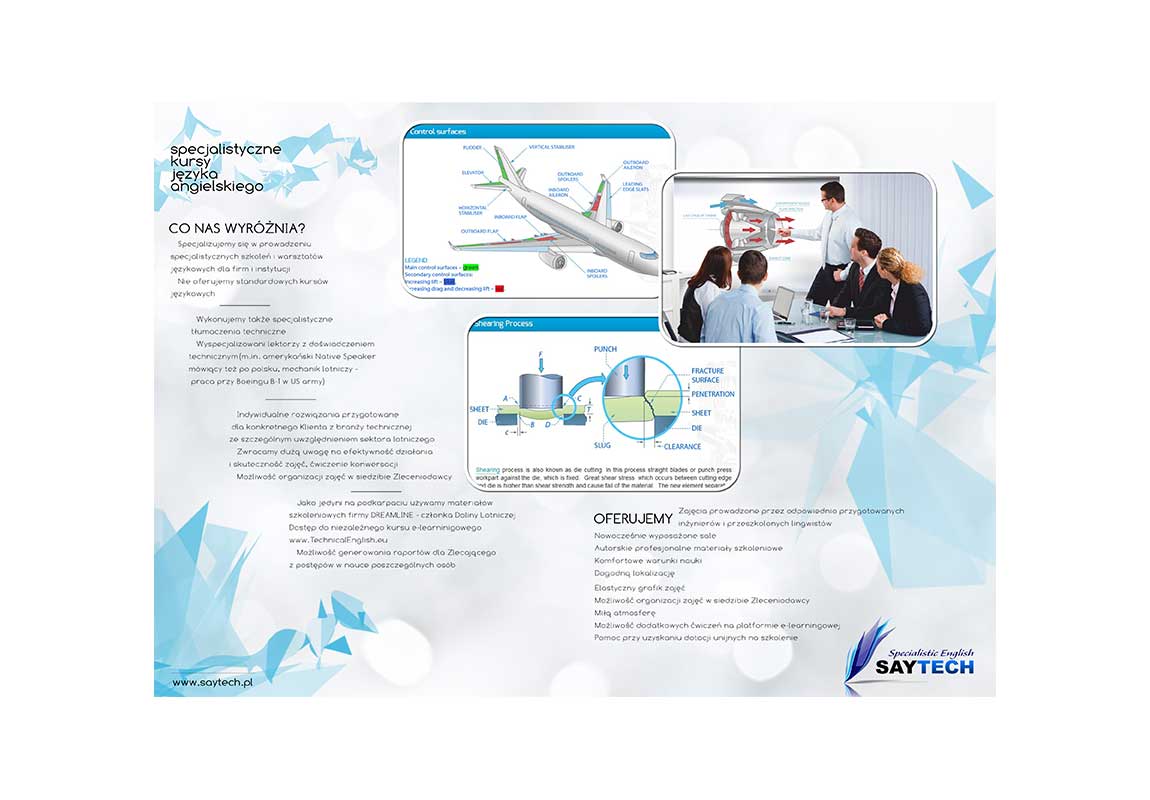 specjalistyczne
kursy
języka
angielskiego
CO NAS WYRÓŻNIA?
Specjalizujemy się w prowadzeniu
specjalistycznych szkoleń i warsztatów
językowych dla firm i instytucji
Nie oferujemy standardowych kursów
językowych
Wykonujemy także specjalistyczne
tłumaczenia techniczne
Wyspecjalizowani lektorzy z doświadczeniem
technicznym(m.in. amerykański Native Speaker
mówiący też po polsku, mechanik lotniczy -
praca przy Boeingu B-1 w US army)
Indywidualne rozwiązania przygotowane
dla konkretnego Klienta z branży technicznej
ze szczególnym uwzględnieniem sektora lotniczego
Zwracamy dużą uwagę na efektywność działania
i skuteczność zajęć, ćwiczenie konwersacji
Możliwość organizacji zajęć w siedzibie Zleceniodawcy
Jako jedyni na podkarpaciu używamy materiałów
szkoleniowych firmy DREAMLINE - członka Doliny Lotniczej
Dostęp do niezależnego kursu e-learningowego
www.TechnicalEnglish.eu
Możliwość generowania raportów dla Zlecającego
z postępów w nauce poszczególnych osób
www.saytech.pl
Control surfaces
RUDDER
VERTICAL STABILISER
ELEVATOR
OUTBOARD
SPOILERS
OUTBOARD
AILERON
INBOARD
AILERON
LEADING
EDGE SLATS
HORIZONTAL
STABILISER
INBOARD FLAP
OUTBOARD FLAP
INBOARD
SPOILERS
LEGEND
Main control surfaces – green
Secondary control surfaces:
Increasing lift – blue,
increasing drag and decreasing lift – red
Shearing Process
F
PUNCH
FRACTURE
SURFACE
PENETRATION
A
C
T
SHEET
SHEET
DIE
B
D
DIE
c
SLUG
CLEARANCE
Shearing process is also known as die cutting. In this process straight blades or punch press
workpart against the die, which is fixed. Great shear stress which occurs between cutting edge
and die is higher than shear strength and cause fail of the material. The new element separat
OFERUJEMY
Zajęcia prowadzone przez odpowiednio przygotowanych
inżynierów i przeszkolonych lingwistów
Nowocześnie wyposażone sale
Autorskie profesjonalne materiały szkoleniowe
Komfortowe warunki nauki
Dogodną lokalizację
Elastyczny grafik zajęć
Możliwość organizacji zajęć w siedzibie Zleceniodawcy
Miłą atmosferę
Możliwość dodatkowych ćwiczeń na platformie e-learningowej
Pomoc przy uzyskaniu dotacji unijnych na szkolenie
Specialistic English
SAYTECH